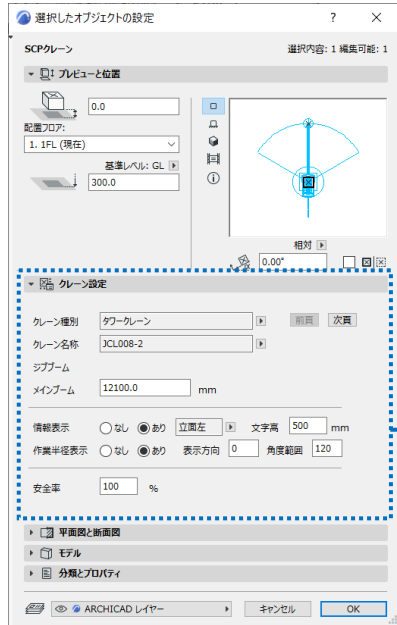 選択したオブジェクトの設定 ? ×
SCPクレーン 選択内容: 1 編集可能: 1
プレビューと位置
0.0
配置フロア:
1. 1FL (現在)
基準レベル: GL
300.0
相対
0.00°
クレーン設定
クレーン種別 タワークレーン 前頁 次頁
クレーン名称 JCL008-2
ジブブーム
メインブーム 12100.0 mm
情報表示 なし あり 立面左 文字高 500 mm
作業半径表示 なし あり 表示方向 0 角度範囲 120
安全率 100 %
平面図と断面図
モデル
分類とプロパティ
ARCHICAD レイヤー キャンセル OK